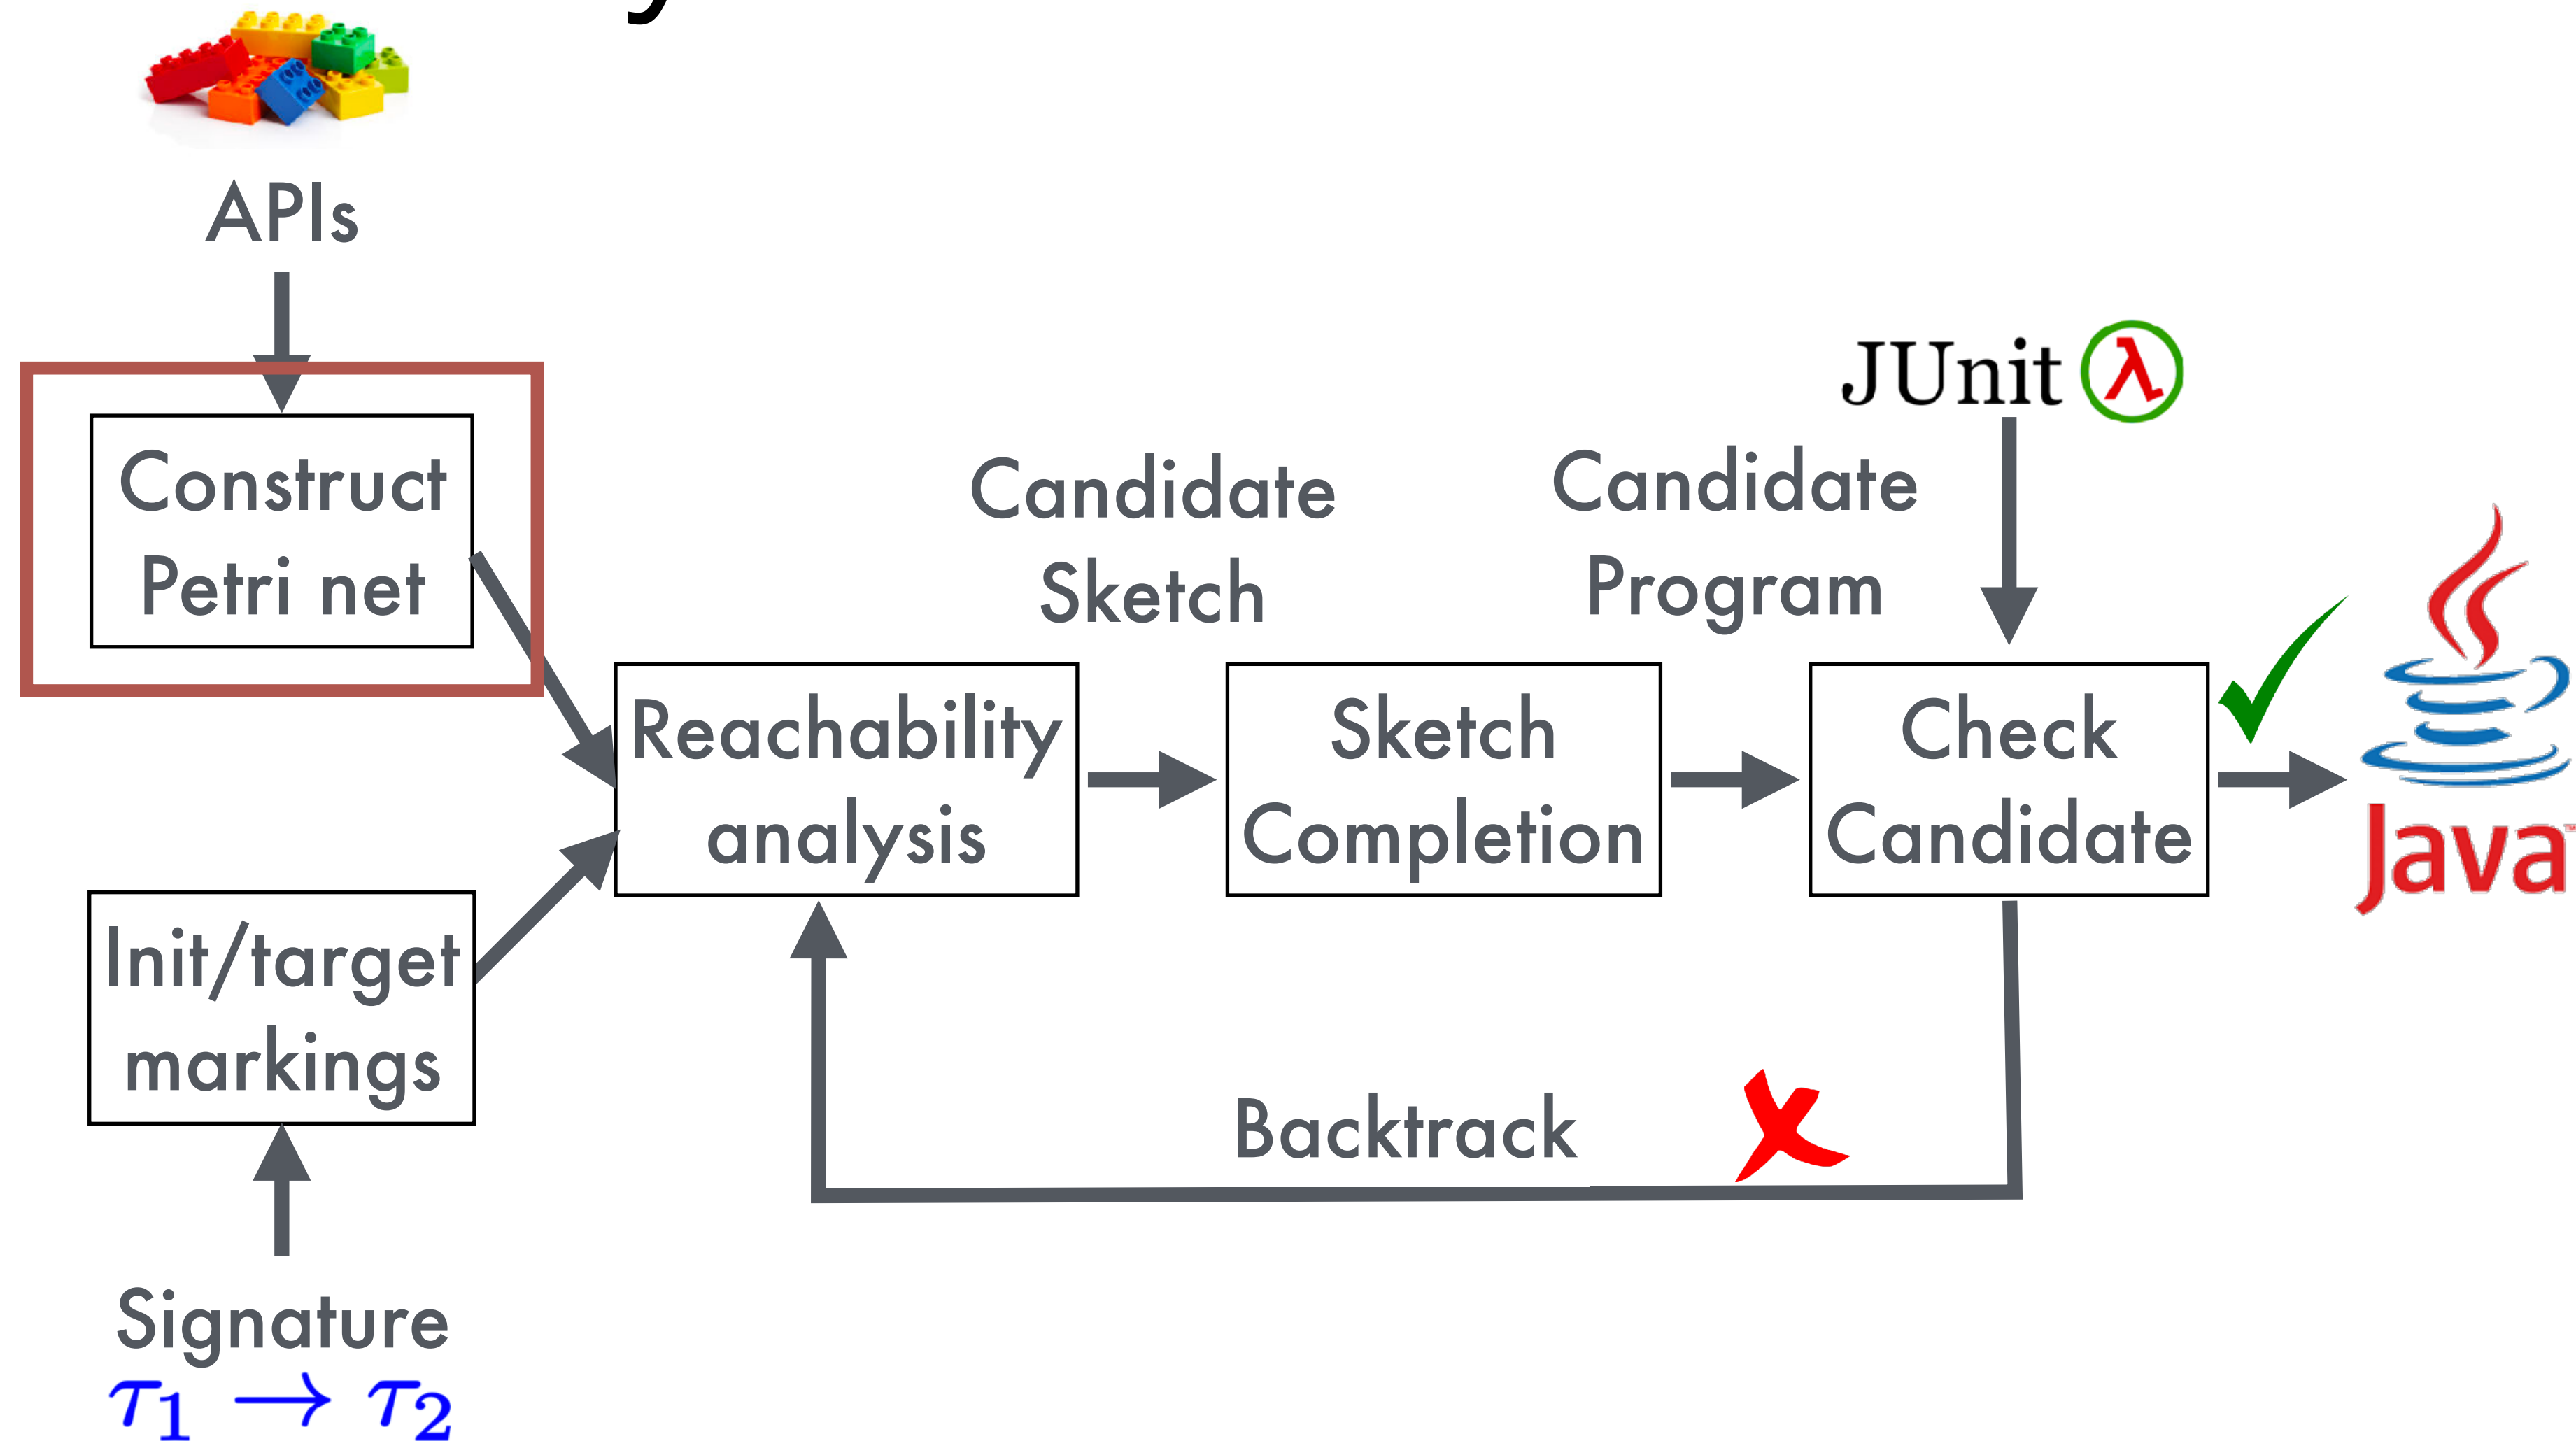 APIs
Construct
Petri net
Init/target
markings
Signature
τ1 → τ2
Reachability
analysis
Candidate
Sketch
Sketch
Completion
Candidate
Program
JUnit λ
Check
Candidate
Backtrack
Java™